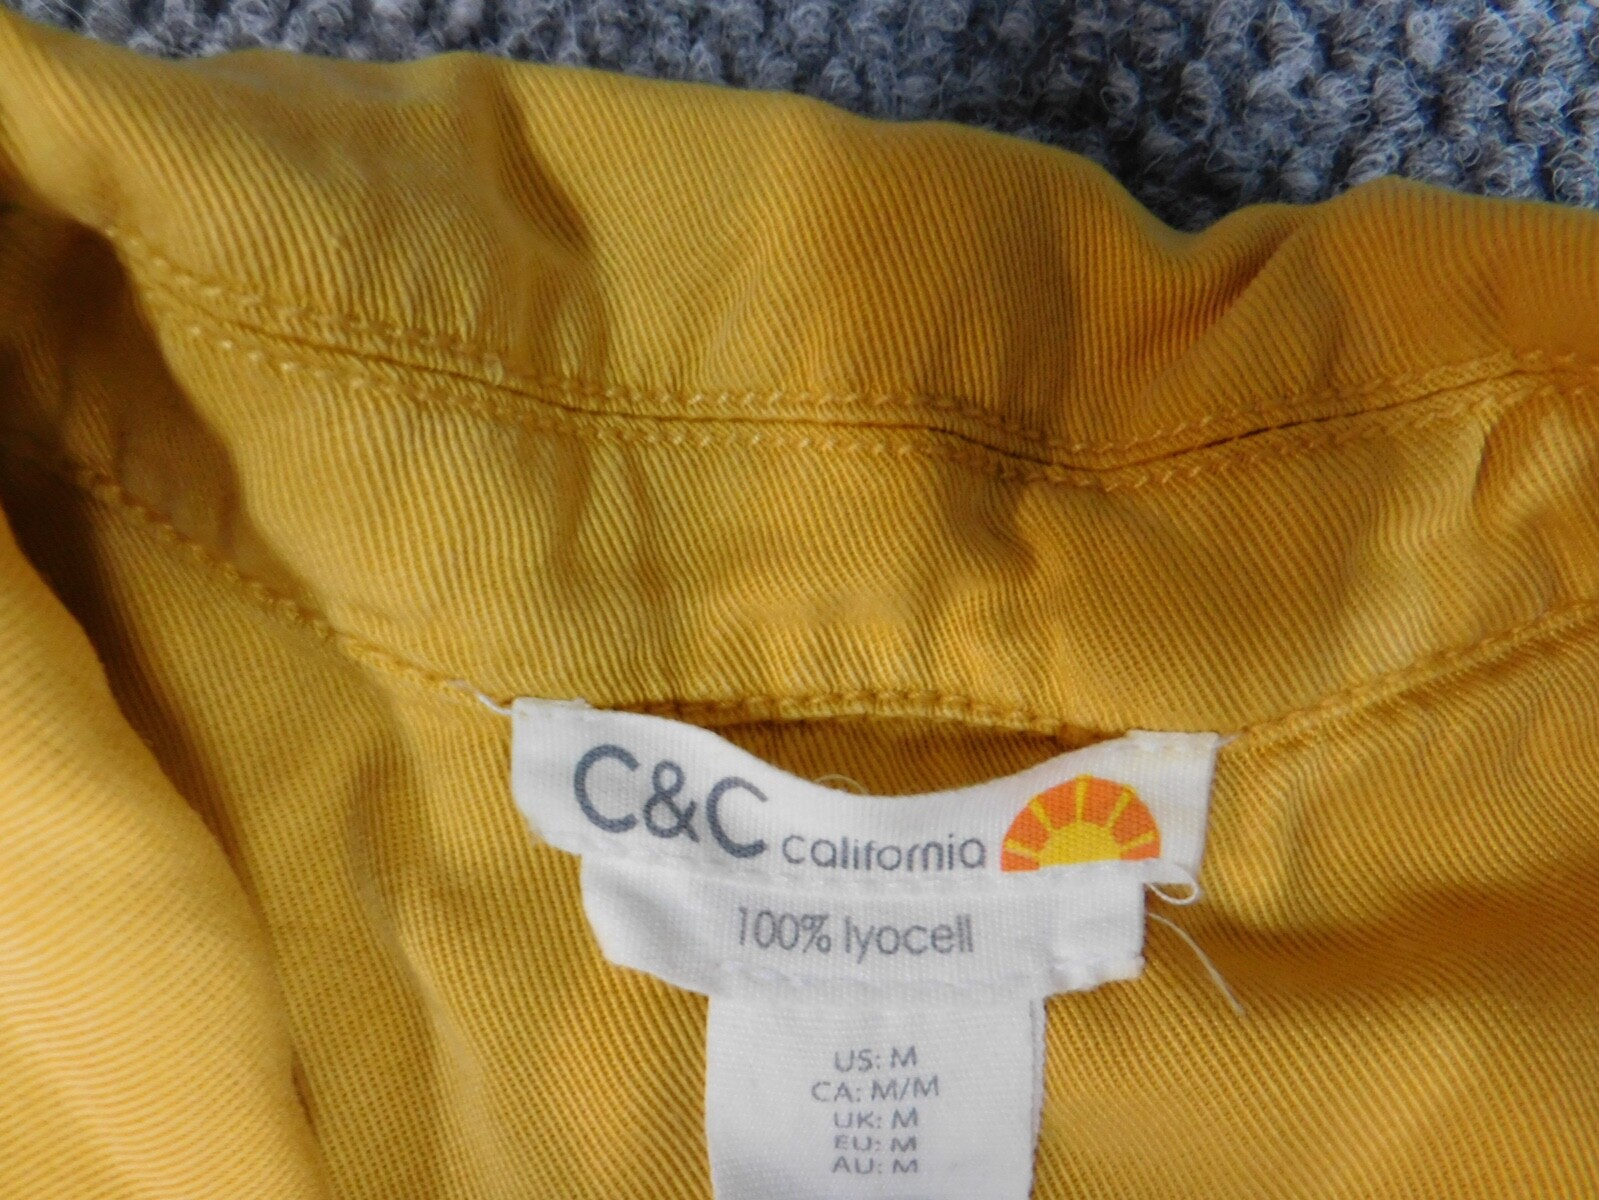 C&C california
100% lyocell
US: M
CA: M/M
UK: M
EU: M
AU: M